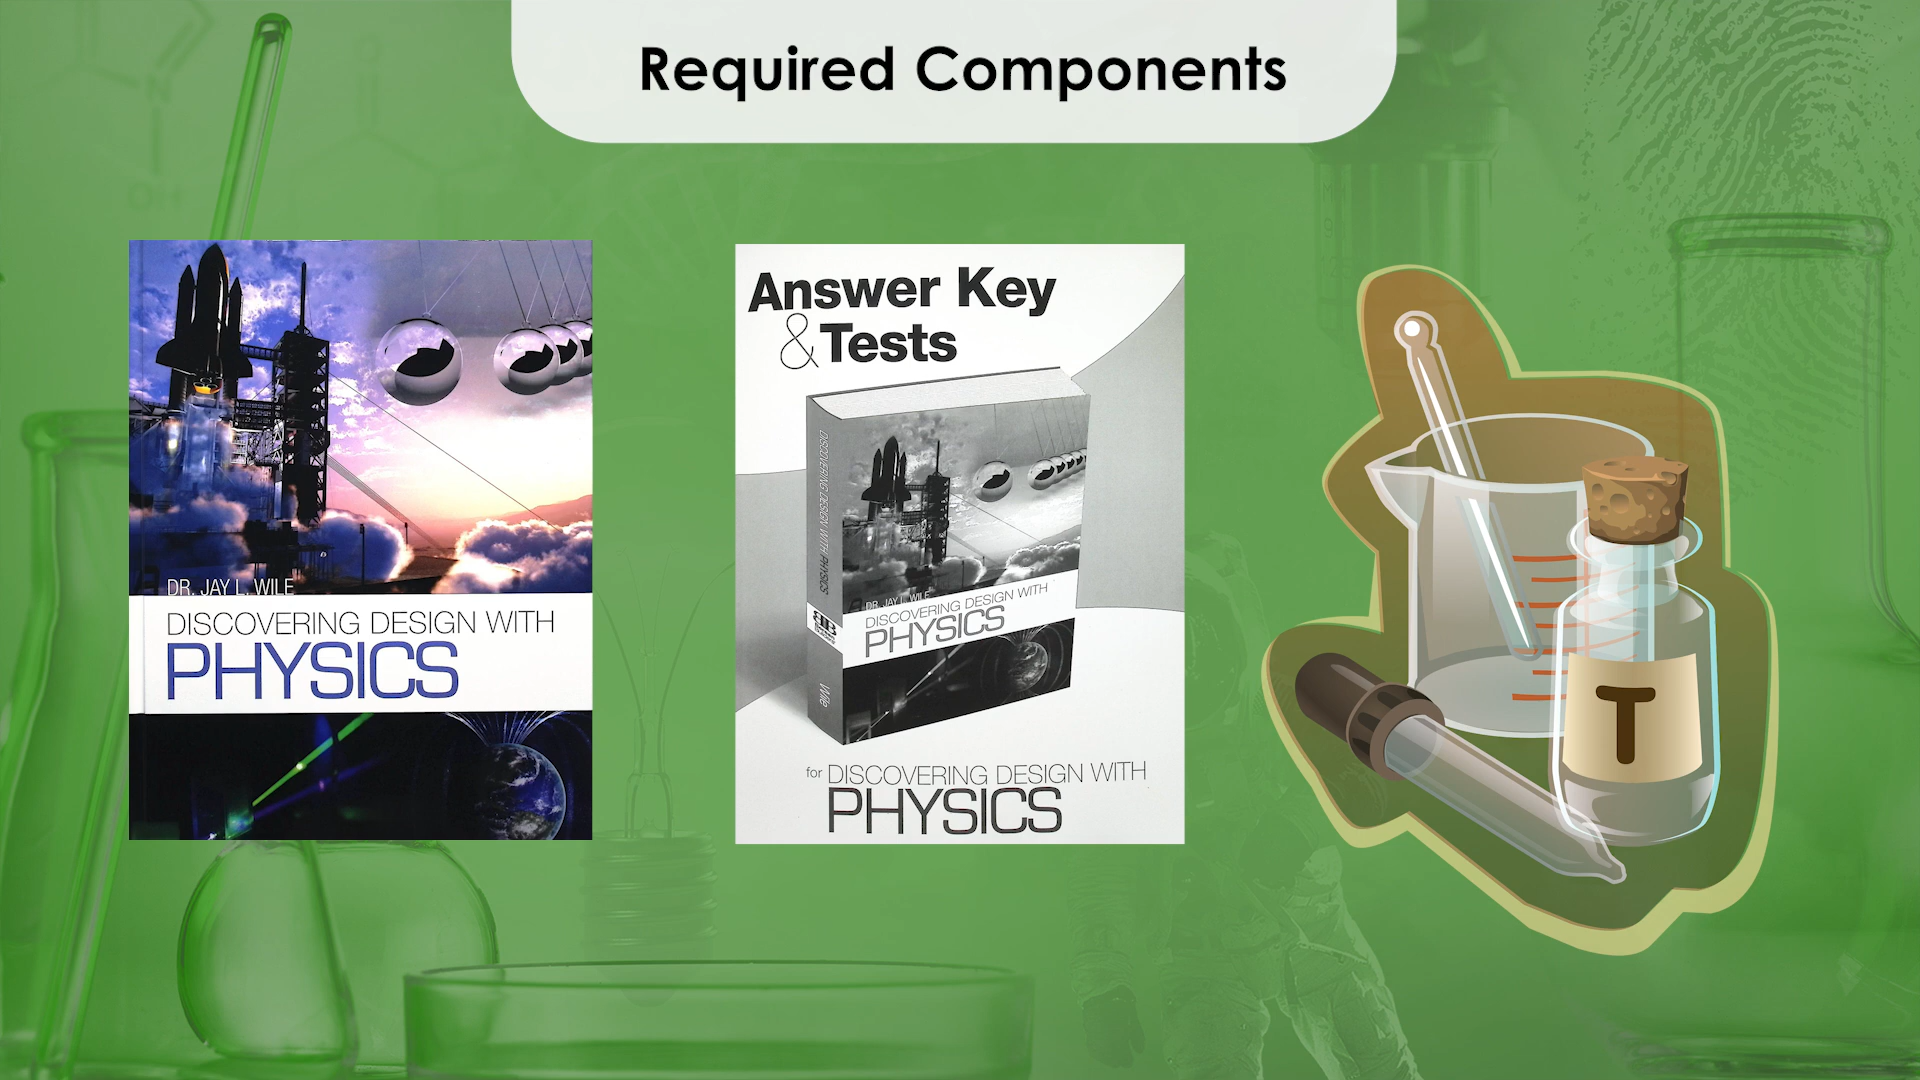 Required Components
DR. JAY L. WILE
DISCOVERING DESIGN WITH
PHYSICS
Answer Key
& Tests
DISCOVERING DESIGN WITH PHYSICS
Wile
DR. JAY L. WILE
DISCOVERING DESIGN WITH
PHYSICS
for DISCOVERING DESIGN WITH
PHYSICS
T
OH
N